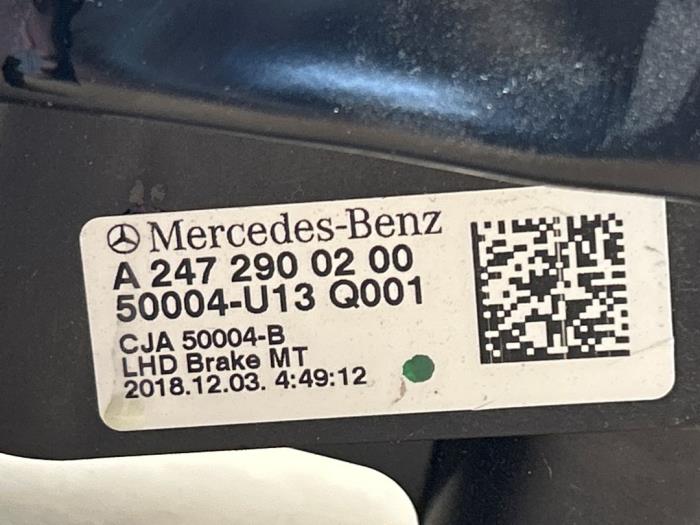 Mercedes-Benz
A 247 290 02 00
50004-U13 Q001
CJA 50004-B
LHD Brake MT
2018.12.03. 4:49:12